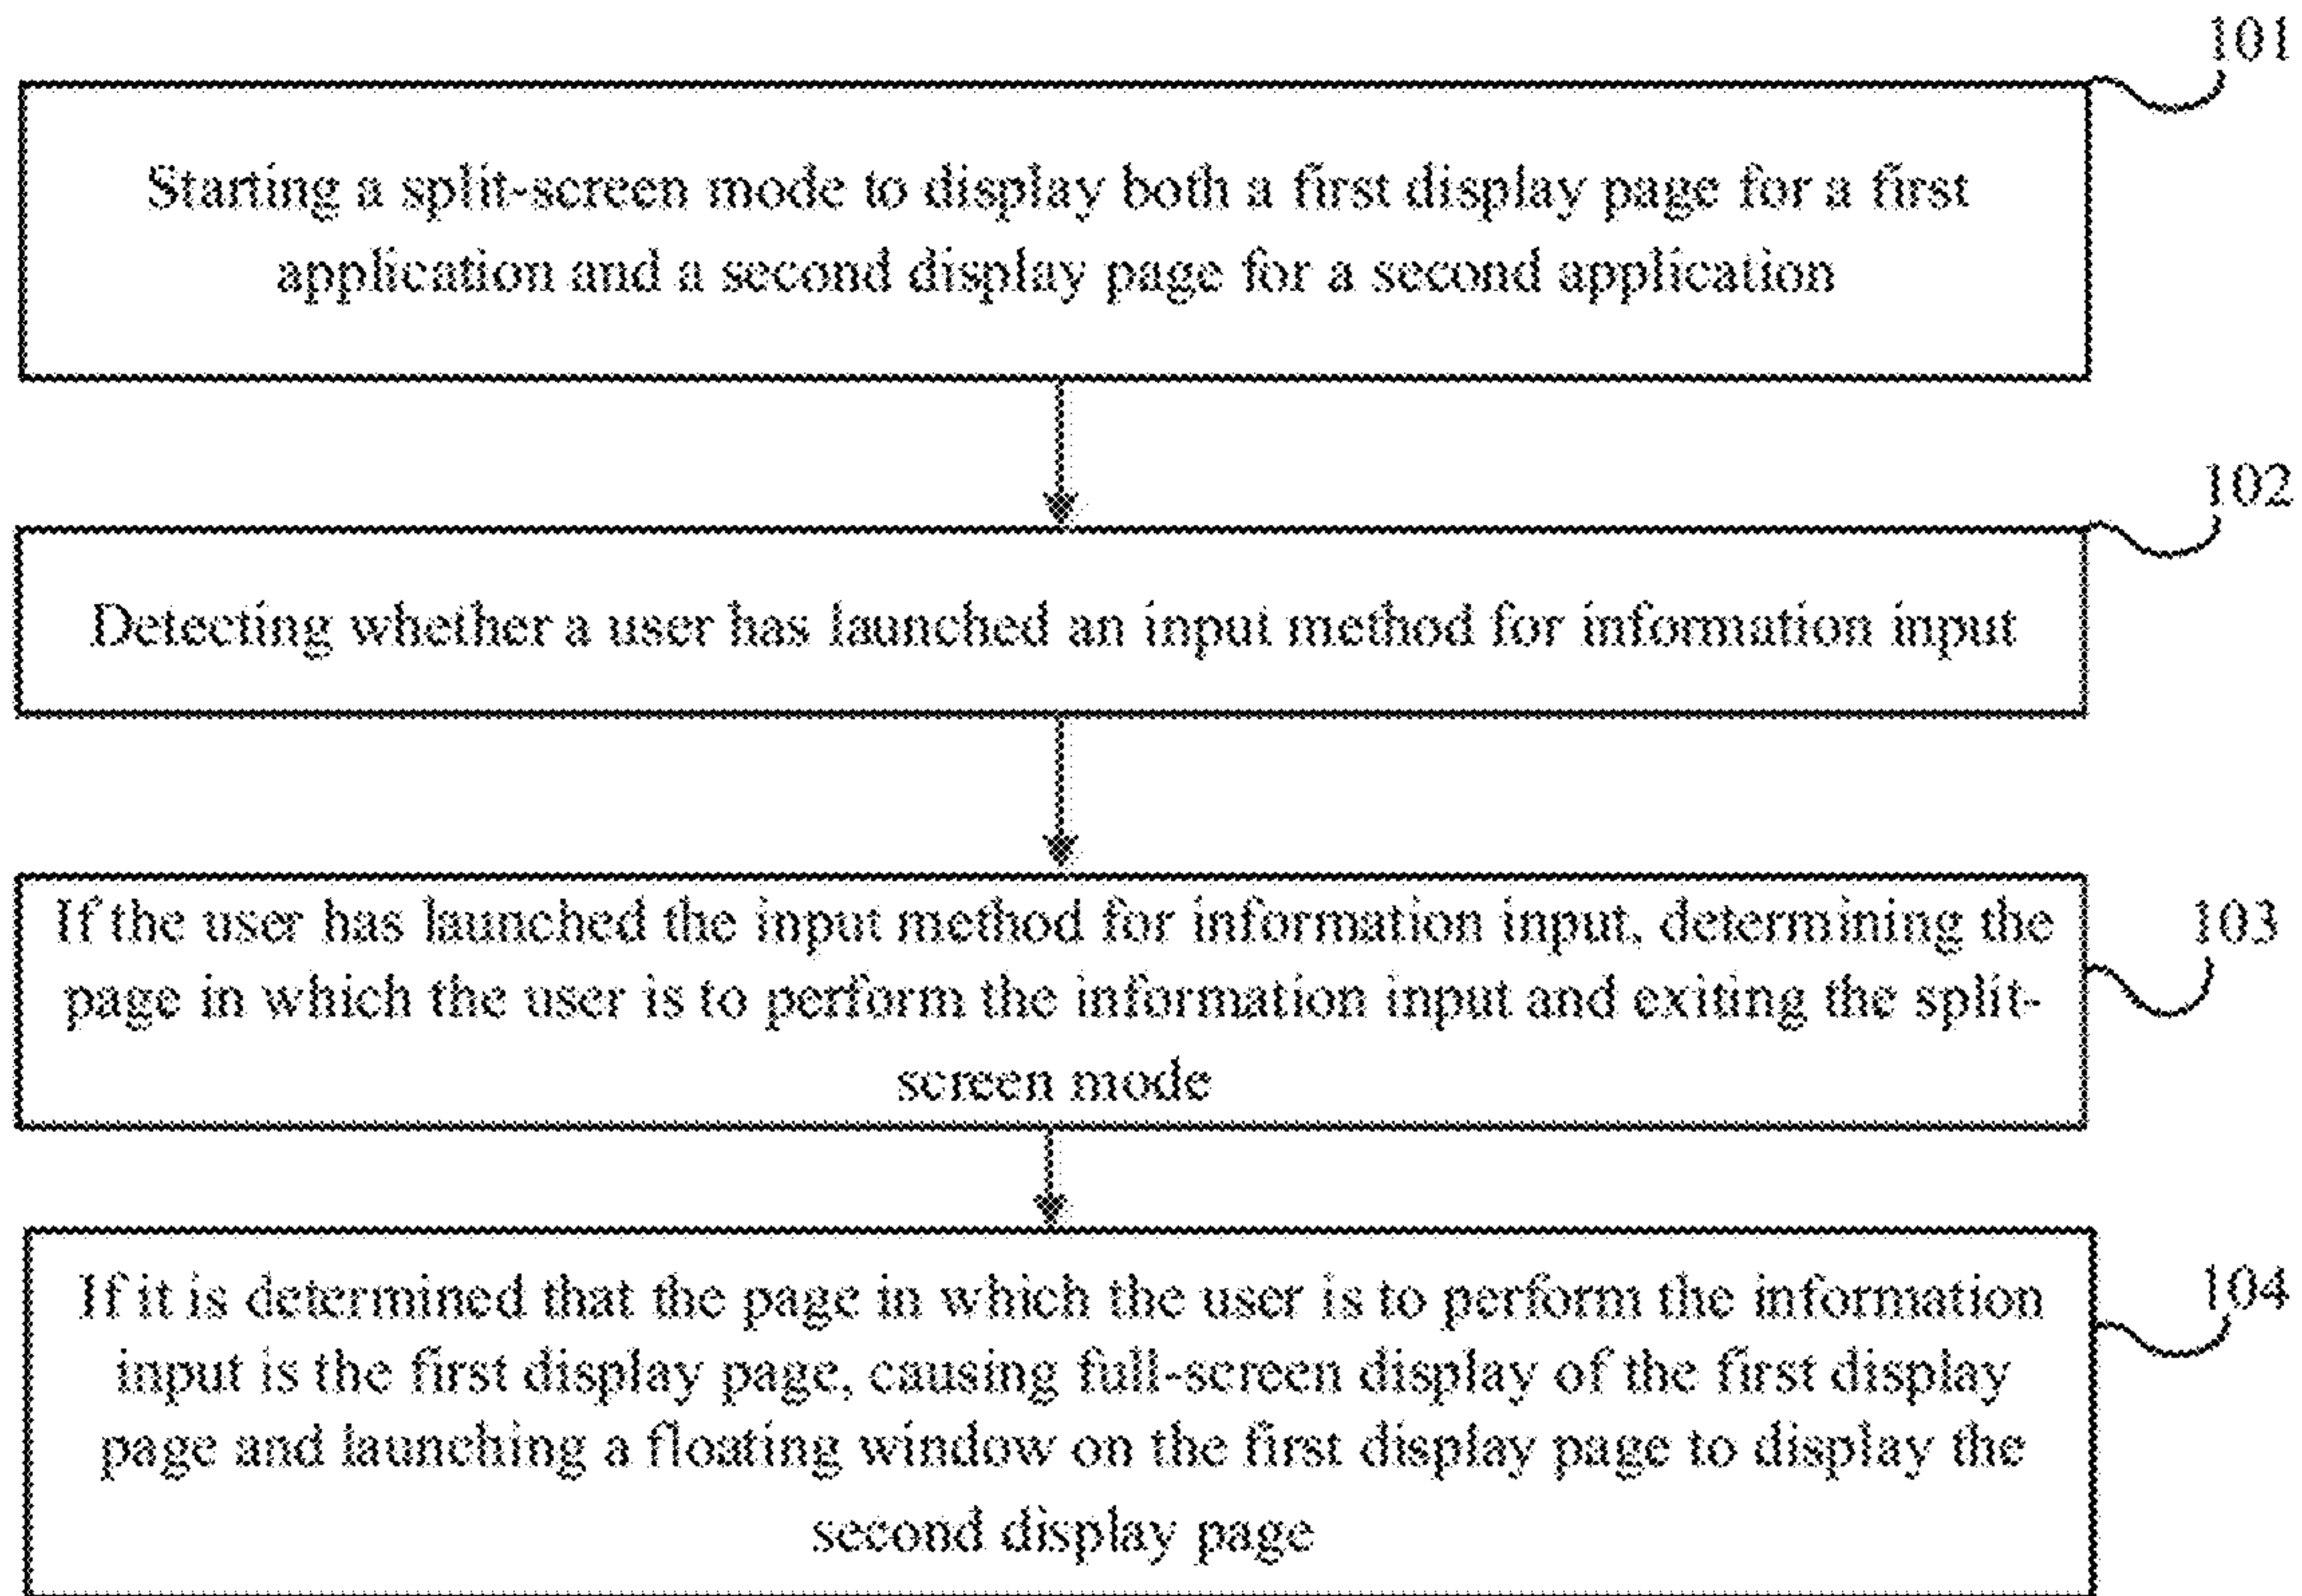 101
Starting a split-screen mode to display both a first display page for a first
application and a second display page for a second application
102
Detecting whether a user has launched an input method for information input
If the user has launched the input method for information input, determining the
103
page in which the user is to perform the information input and exiting the split-
screen mode
If it is determined that the page in which the user is to perform the information
104
input is the first display page, causing full-screen display of the first display
page and launching a floating window on the first display page to display the
second display page